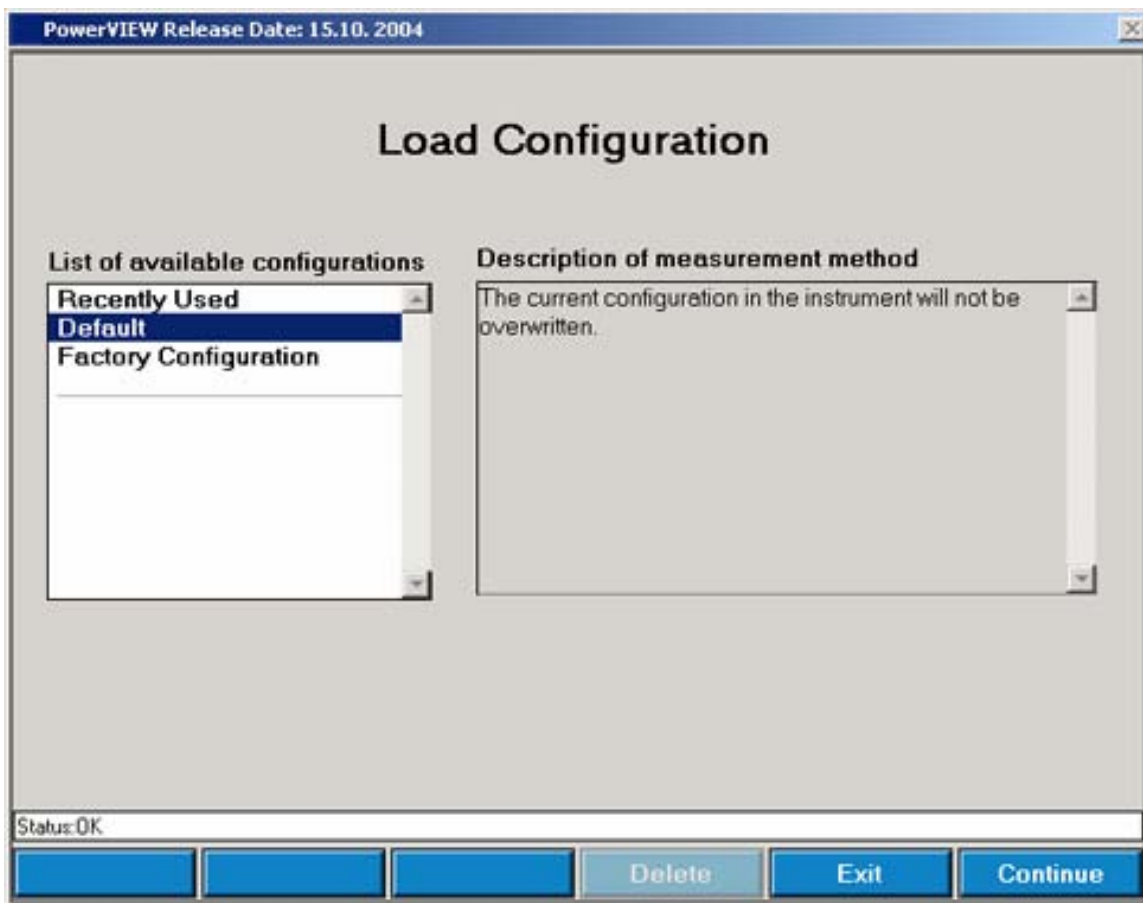 PowerVIEW Release Date: 15.10. 2004
Load Configuration
List of available configurations
Recently Used
Default
Factory Configuration
Description of measurement method
The current configuration in the instrument will not be
overwritten.
Status:OK
Delete
Exit
Continue